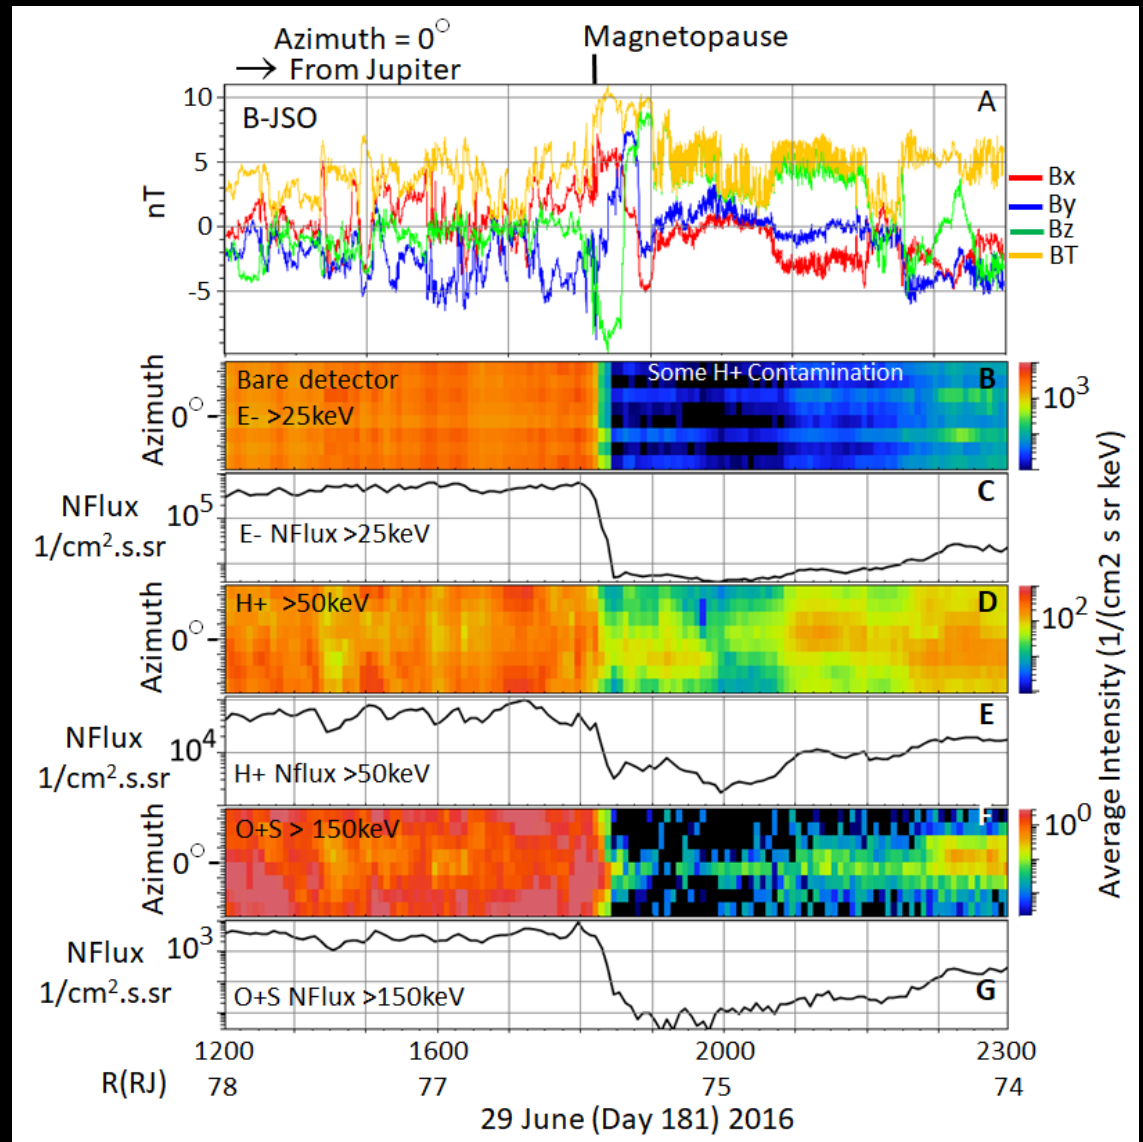 Azimuth = 0°
→ From Jupiter
Magnetopause
A
B-JSO
10
5
0
-5
nT
Bx
By
Bz
BT
Azimuth
0°
Bare detector
E- >25keV
Some H+ Contamination
B
10³
NFlux
1/cm².s.sr
10⁵
E- NFlux >25keV
C
Azimuth
0°
H+ >50keV
D
10²
NFlux
1/cm².s.sr
10⁴
H+ Nflux >50keV
E
Azimuth
0°
O+S > 150keV
F
10⁰
NFlux
1/cm².s.sr
10³
O+S NFlux >150keV
G
Average Intensity (1/(cm2 s sr keV)
1200 1600 2000 2300
R(RJ) 78 77 75 74
29 June (Day 181) 2016